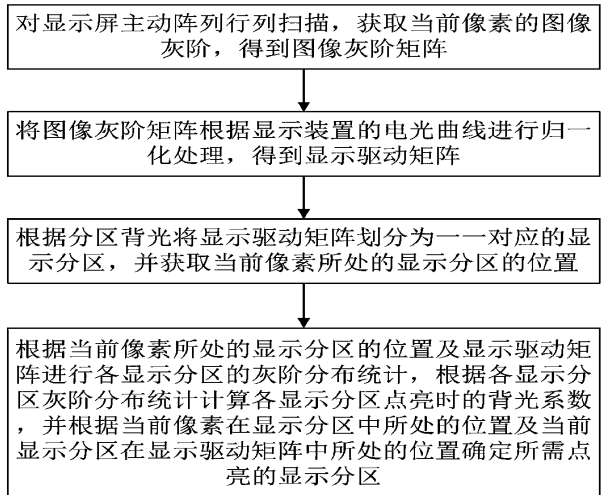 对显示屏主动阵列行列扫描，获取当前像素的图像
灰阶，得到图像灰阶矩阵
将图像灰阶矩阵根据显示装置的电光曲线进行归一
化处理，得到显示驱动矩阵
根据分区背光将显示驱动矩阵划分为一一对应的显
示分区，并获取当前像素所处的显示分区的位置
根据当前像素所处的显示分区的位置及显示驱动矩
阵进行各显示分区的灰阶分布统计，根据各显示分
区灰阶分布统计计算各显示分区点亮时的背光系数
，并根据当前像素在显示分区中所处的位置及当前
显示分区在显示驱动矩阵中所处的位置确定所需点
亮的显示分区